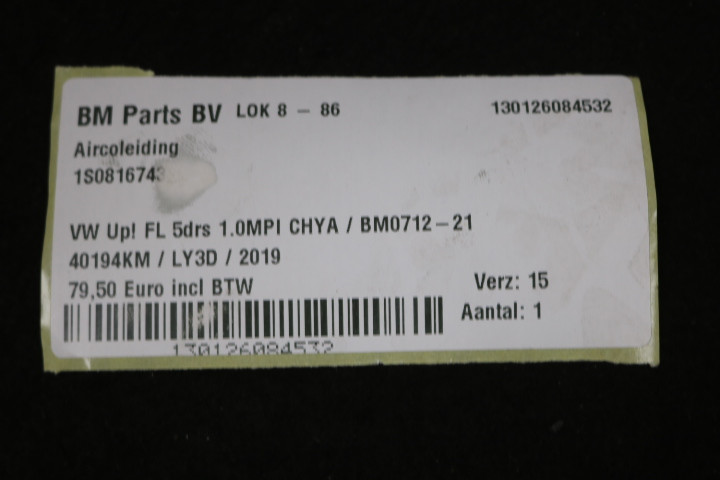 BM Parts BV LOK 8 - 86 130126084532
Aircoleiding
1S0816743
VW Up! FL 5drs 1.0MPI CHYA / BM0712-21
40194KM / LY3D / 2019
79,50 Euro incl BTW Verz: 15
Aantal: 1
130126084532